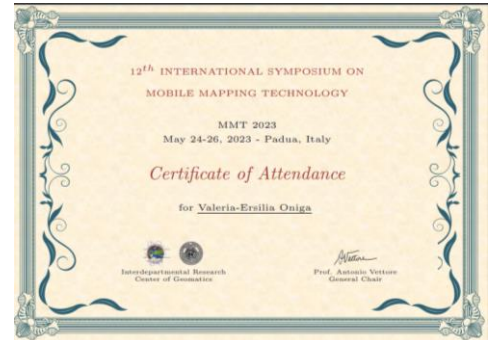 12th INTERNATIONAL SYMPOSIUM ON
MOBILE MAPPING TECHNOLOGY
MMT 2023
May 24-26, 2023 - Padua, Italy
Certificate of Attendance
for Valeria-Ersilia Oniga
Interdepartmental Research
Center of Geomatics
Prof. Antonio Vettore
General Chair